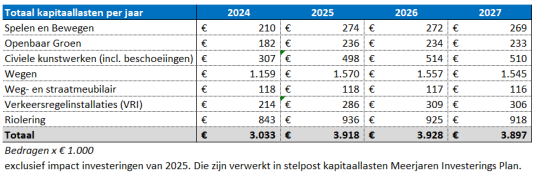 Totaal kapitaallasten per jaar 2024 2025 2026 2027
Spelen en Bewegen € 210 € 274 € 272 € 269
Openbaar Groen € 182 € 236 € 234 € 233
Civiele kunstwerken (incl. beschoeiingen) € 307 € 498 € 514 € 510
Wegen € 1.159 € 1.570 € 1.557 € 1.545
Weg- en straatmeubilair € 118 € 118 € 117 € 116
Verkeersregelinstallaties (VRI) € 214 € 286 € 309 € 306
Riolering € 843 € 936 € 925 € 918
Totaal € 3.033 € 3.918 € 3.928 € 3.897
Bedragen x € 1.000
exclusief impact investeringen van 2025. Die zijn verwerkt in stelpost kapitaallasten Meerjaren Investerings Plan.